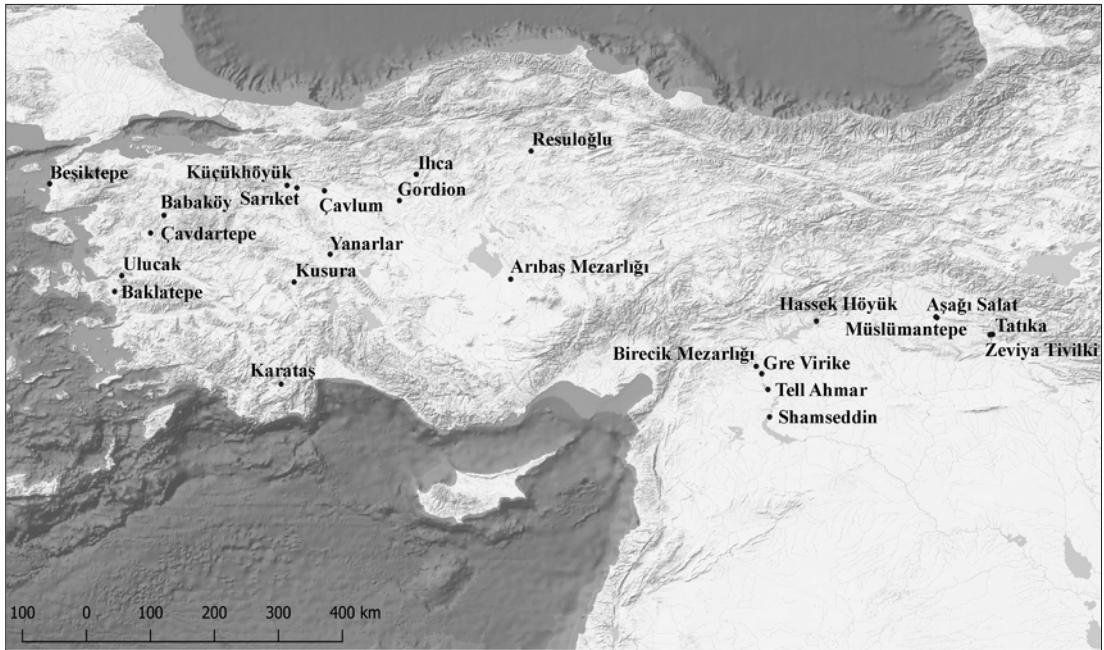 Resuloğlu
Ihca
Beşiktepe
Küçükhöyük
Gordion
Sarıket
Babaköy
Çavlum
Çavdartepe
Yanarlar
Ulucak
Kusura
Arıbaş Mezarlığı
Baklatepe
Hassek Höyük
Aşağı Salat
Müslümantepe
Tatıka
Zeviya Tivilki
Birecik Mezarlığı
Gre Virike
Karataş
Tell Ahmar
Shamseddin
100 0 100 200 300 400 km